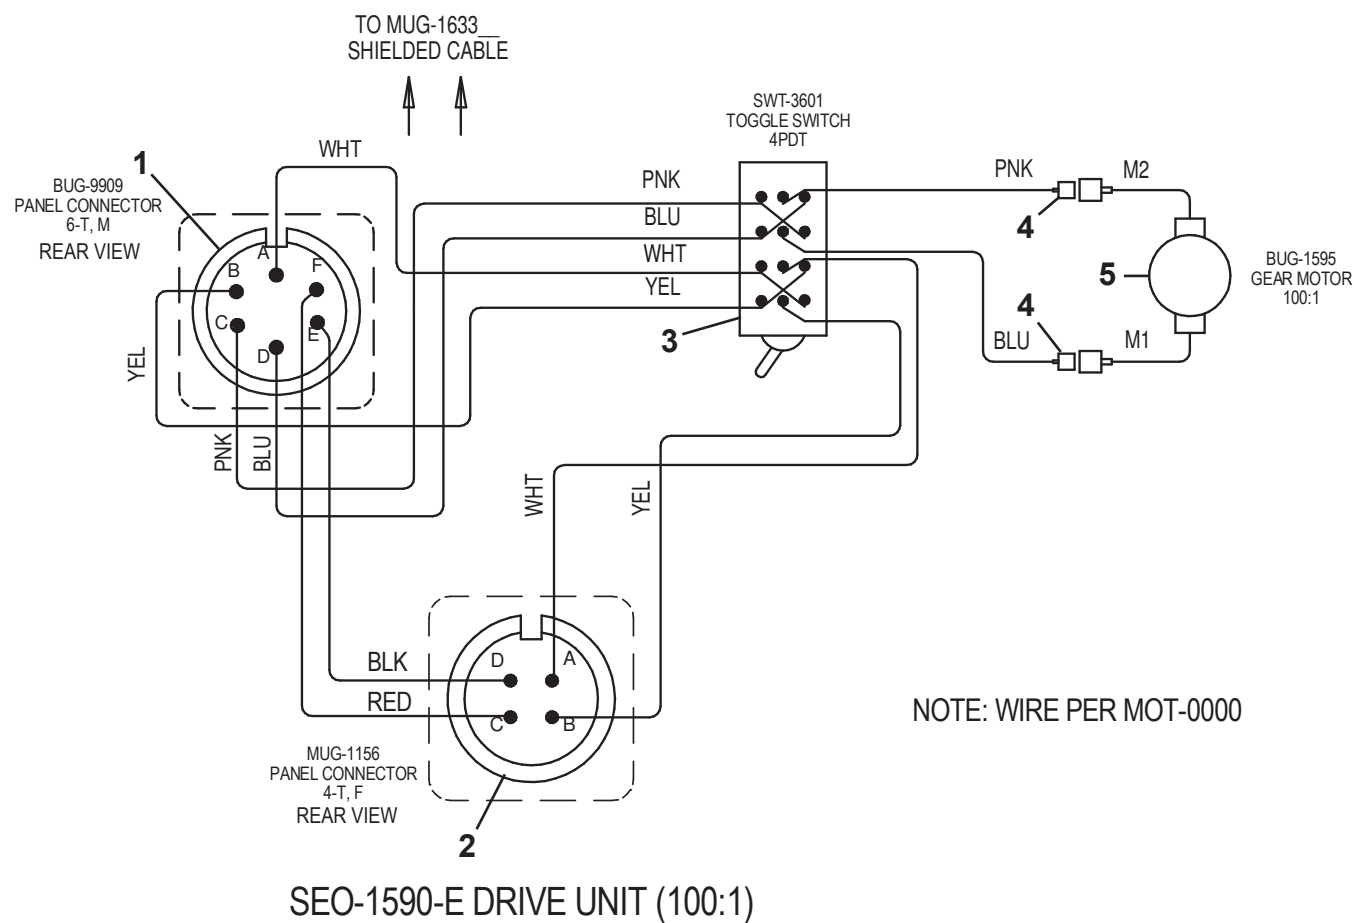 TO MUG-1633__
SHIELDED CABLE
SWT-3601
TOGGLE SWITCH
4PDT
WHT
1
BUG-9909
PANEL CONNECTOR
6-T, M
REAR VIEW
A
B
F
C
E
D
PNK
BLU
WHT
YEL
3
PNK
M2
4
5
BUG-1595
GEAR MOTOR
100:1
4
BLU
M1
YEL
PNK
BLU
WHT
YEL
BLK
RED
D
A
C
B
MUG-1156
PANEL CONNECTOR
4-T, F
REAR VIEW
2
NOTE: WIRE PER MOT-0000
SEO-1590-E DRIVE UNIT (100:1)